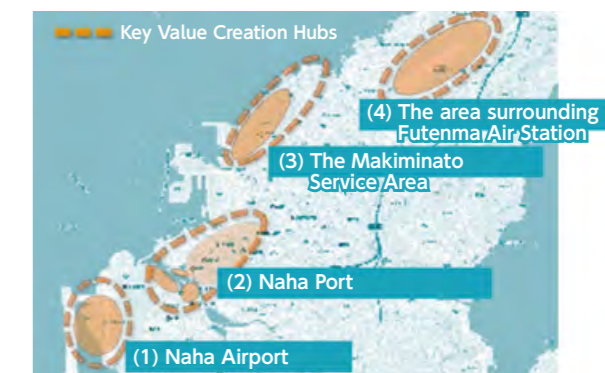 Key Value Creation Hubs
(4) The area surrounding
Futenma Air Station
(3) The Makiminato
Service Area
(2) Naha Port
(1) Naha Airport